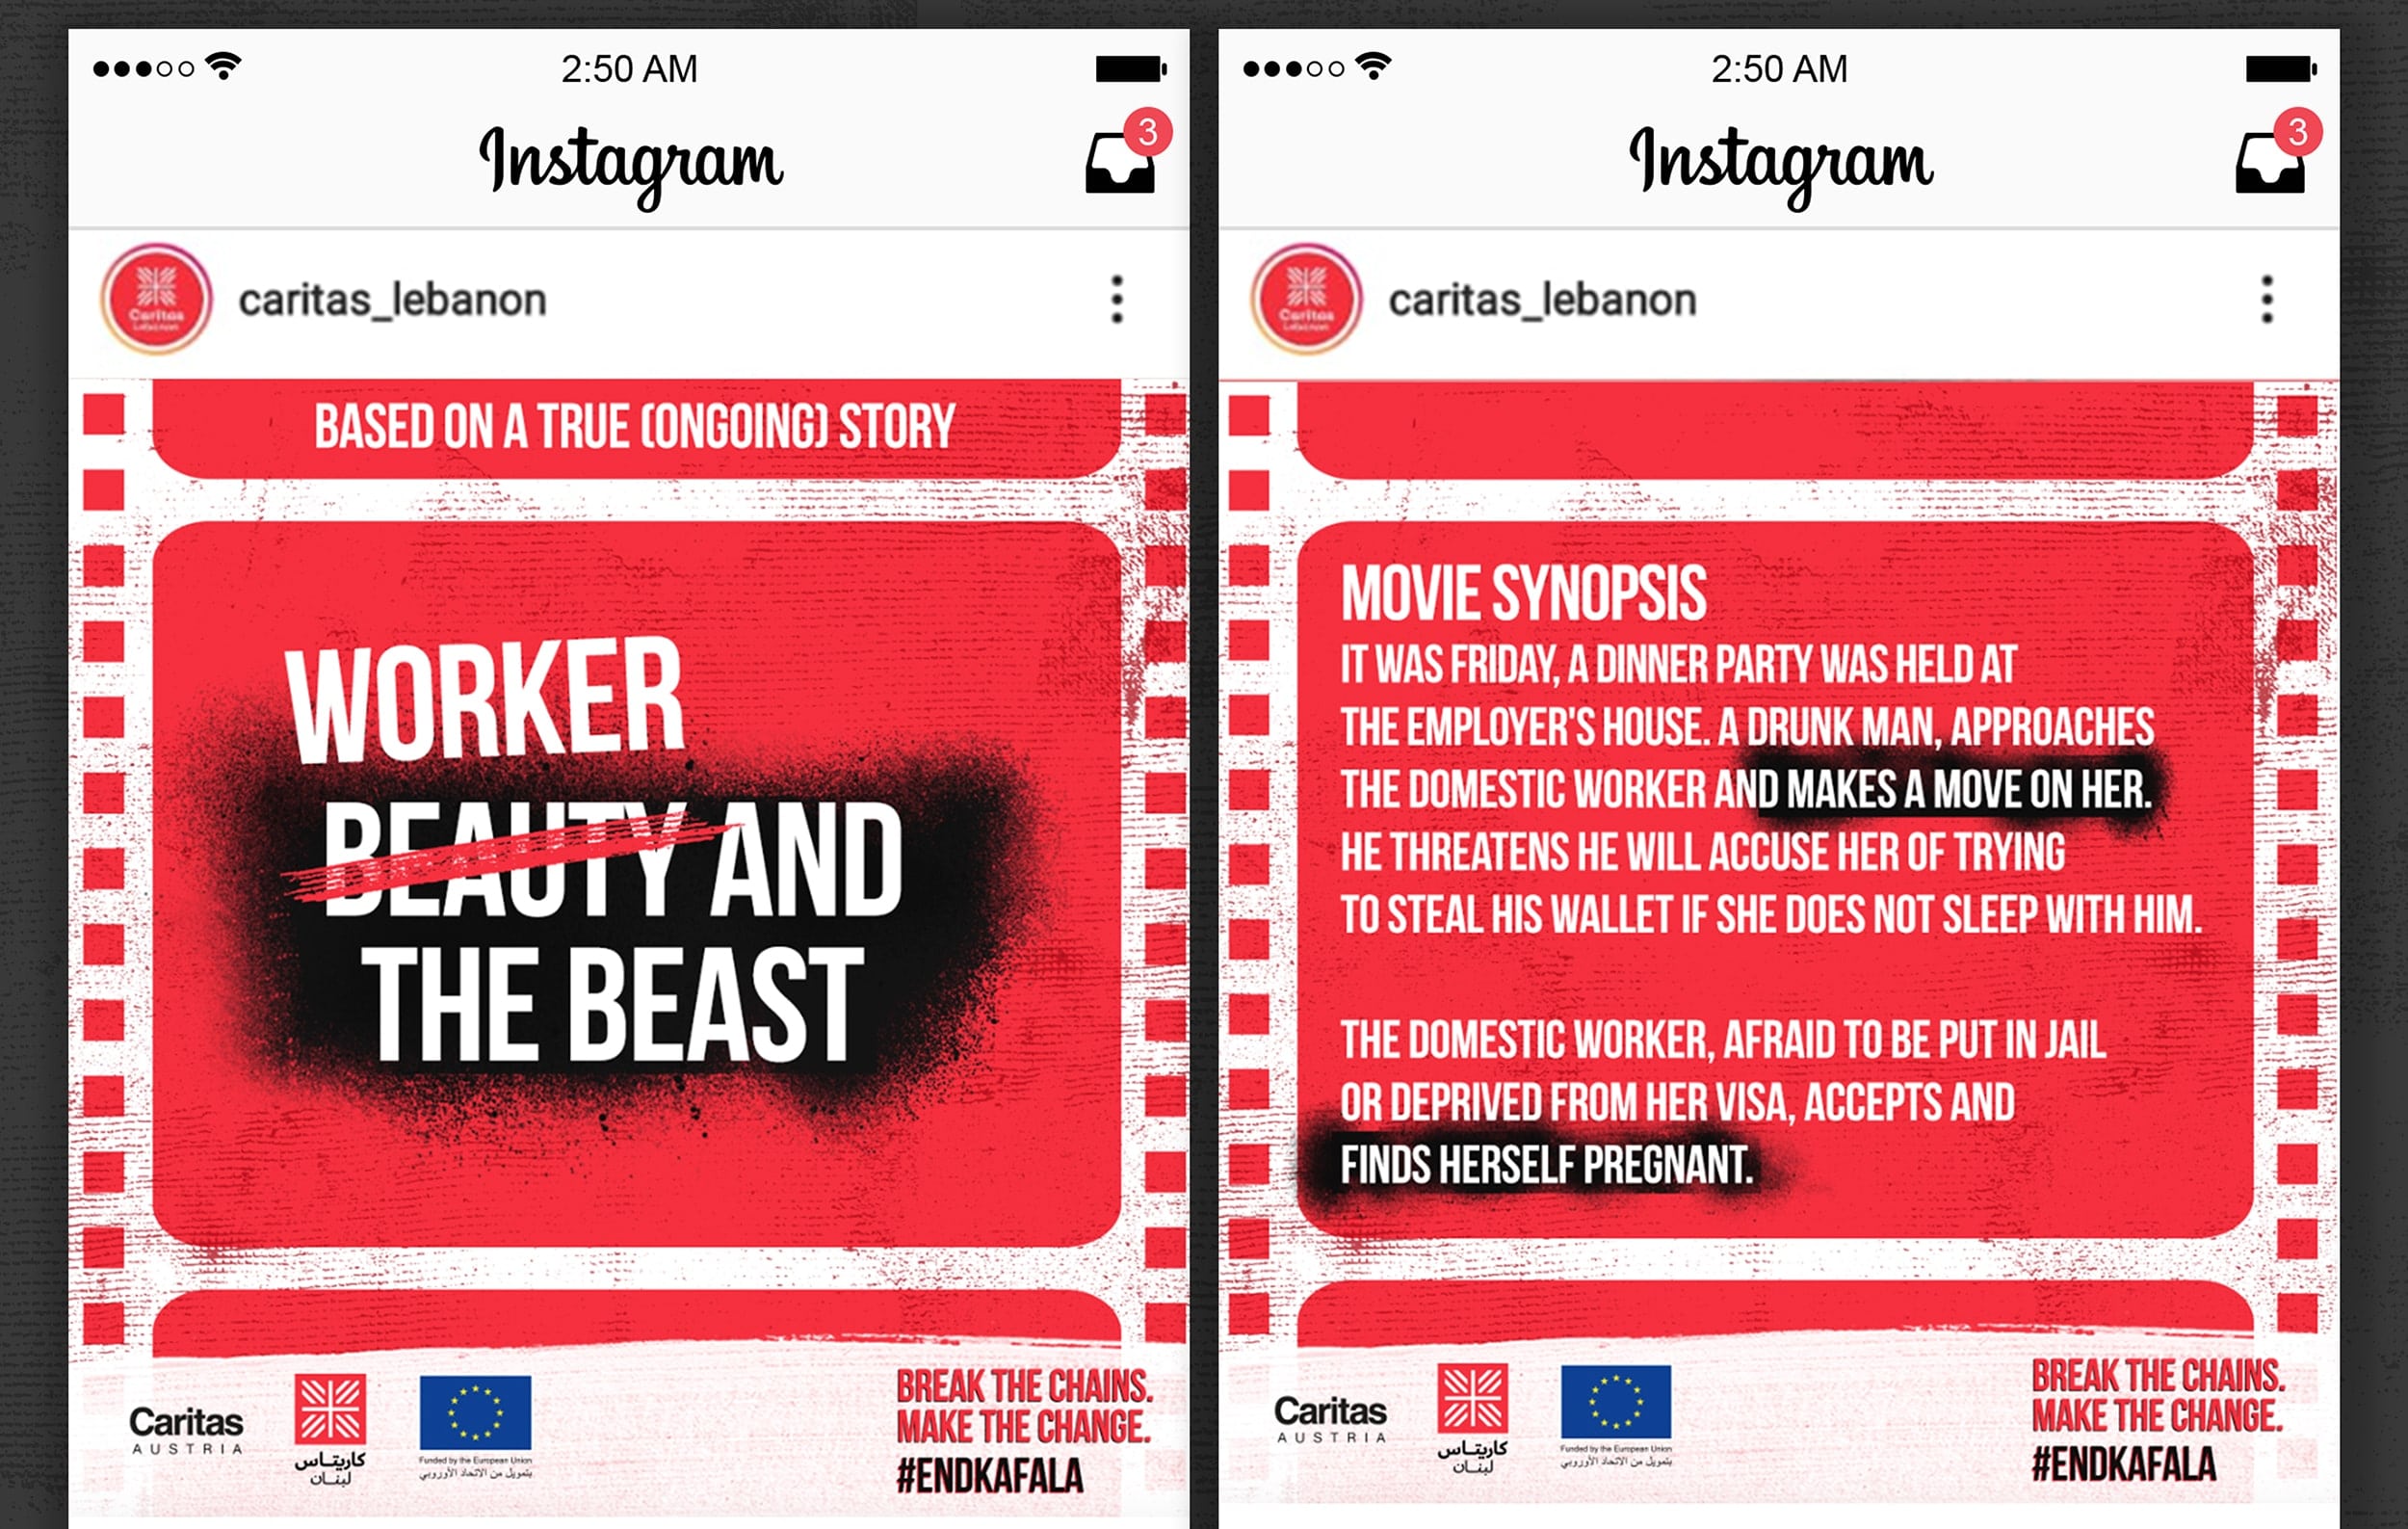 2:50 AM
Instagram
3
caritas_lebanon
BASED ON A TRUE (ONGOING) STORY
WORKER
BEAUTY AND
THE BEAST
Caritas
AUSTRIA
كاريتاس
لبنان
Funded by the European Union
بتمويل من الاتحاد الأوروبي
BREAK THE CHAINS.
MAKE THE CHANGE.
#ENDKAFALA
2:50 AM
Instagram
3
caritas_lebanon
MOVIE SYNOPSIS
IT WAS FRIDAY, A DINNER PARTY WAS HELD AT
THE EMPLOYER'S HOUSE. A DRUNK MAN, APPROACHES
THE DOMESTIC WORKER AND MAKES A MOVE ON HER.
HE THREATENS HE WILL ACCUSE HER OF TRYING
TO STEAL HIS WALLET IF SHE DOES NOT SLEEP WITH HIM.
THE DOMESTIC WORKER, AFRAID TO BE PUT IN JAIL
OR DEPRIVED FROM HER VISA, ACCEPTS AND
FINDS HERSELF PREGNANT.
Caritas
AUSTRIA
كاريتاس
لبنان
Funded by the European Union
بتمويل من الاتحاد الأوروبي
BREAK THE CHAINS.
MAKE THE CHANGE.
#ENDKAFALA